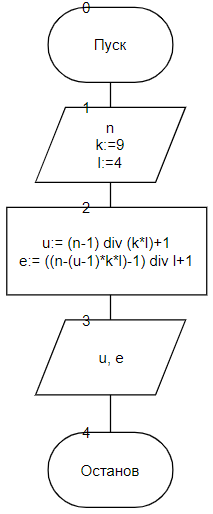 0
Пуск
1
n
k:=9
l:=4
2
u:= (n-1) div (k*l)+1
e:= ((n-(u-1)*k*l)-1) div l+1
3
u, e
4
Останов